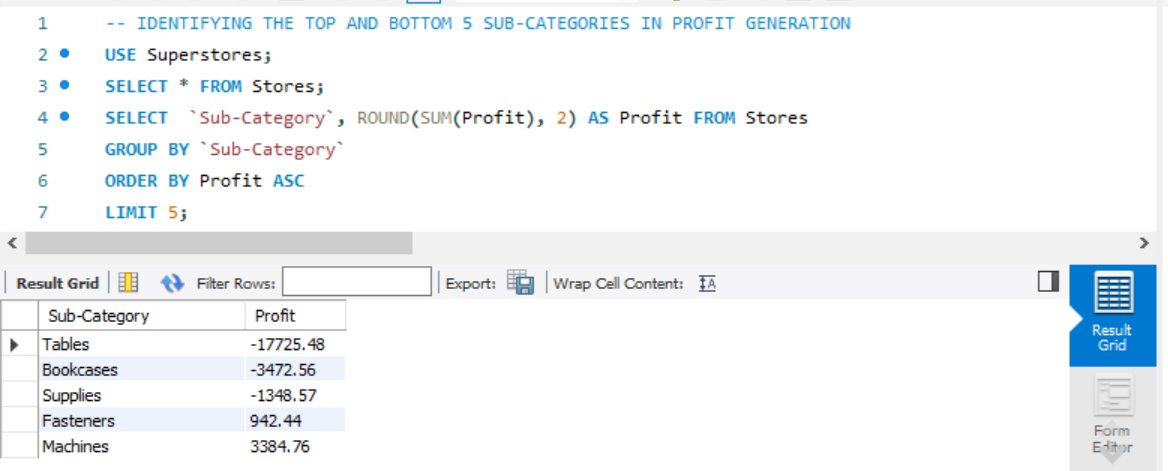 1 -- IDENTIFYING THE TOP AND BOTTOM 5 SUB-CATEGORIES IN PROFIT GENERATION
2 USE Superstores;
3 SELECT * FROM Stores;
4 SELECT `Sub-Category`, ROUND(SUM(Profit), 2) AS Profit FROM Stores
5 GROUP BY `Sub-Category`
6 ORDER BY Profit ASC
7 LIMIT 5;
Result Grid Filter Rows: Export: Wrap Cell Content: IA
Sub-Category Profit
Tables -17725.48
Bookcases -3472.56
Supplies -1348.57
Fasteners 942.44
Machines 3384.76
Result
Grid
Form
Editor